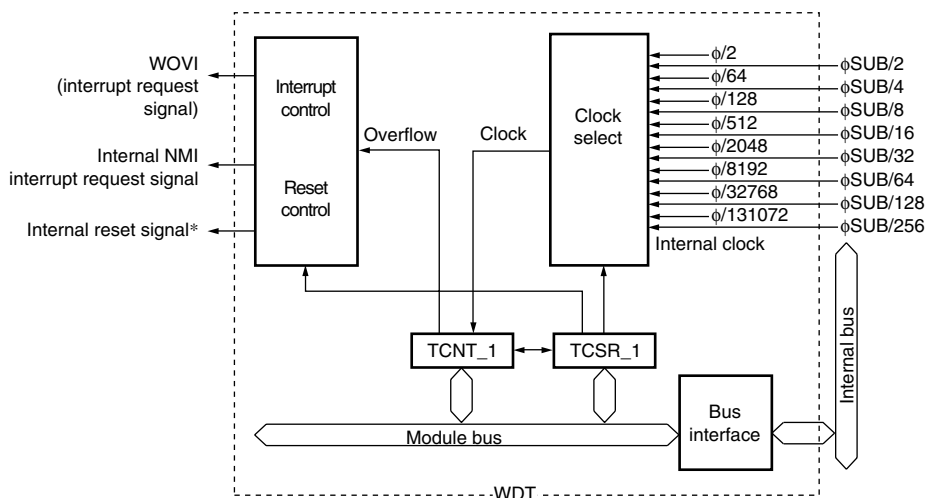 WOVI
(interrupt request
signal)
Internal NMI
interrupt request signal
Internal reset signal*
Interrupt
control
Reset
control
Overflow
Clock
Clock
select
ϕ/2
ϕ/64
ϕ/128
ϕ/512
ϕ/2048
ϕ/8192
ϕ/32768
ϕ/131072
Internal clock
ϕSUB/2
ϕSUB/4
ϕSUB/8
ϕSUB/16
ϕSUB/32
ϕSUB/64
ϕSUB/128
ϕSUB/256
TCNT_1
TCSR_1
Module bus
Bus
interface
Internal bus
WDT